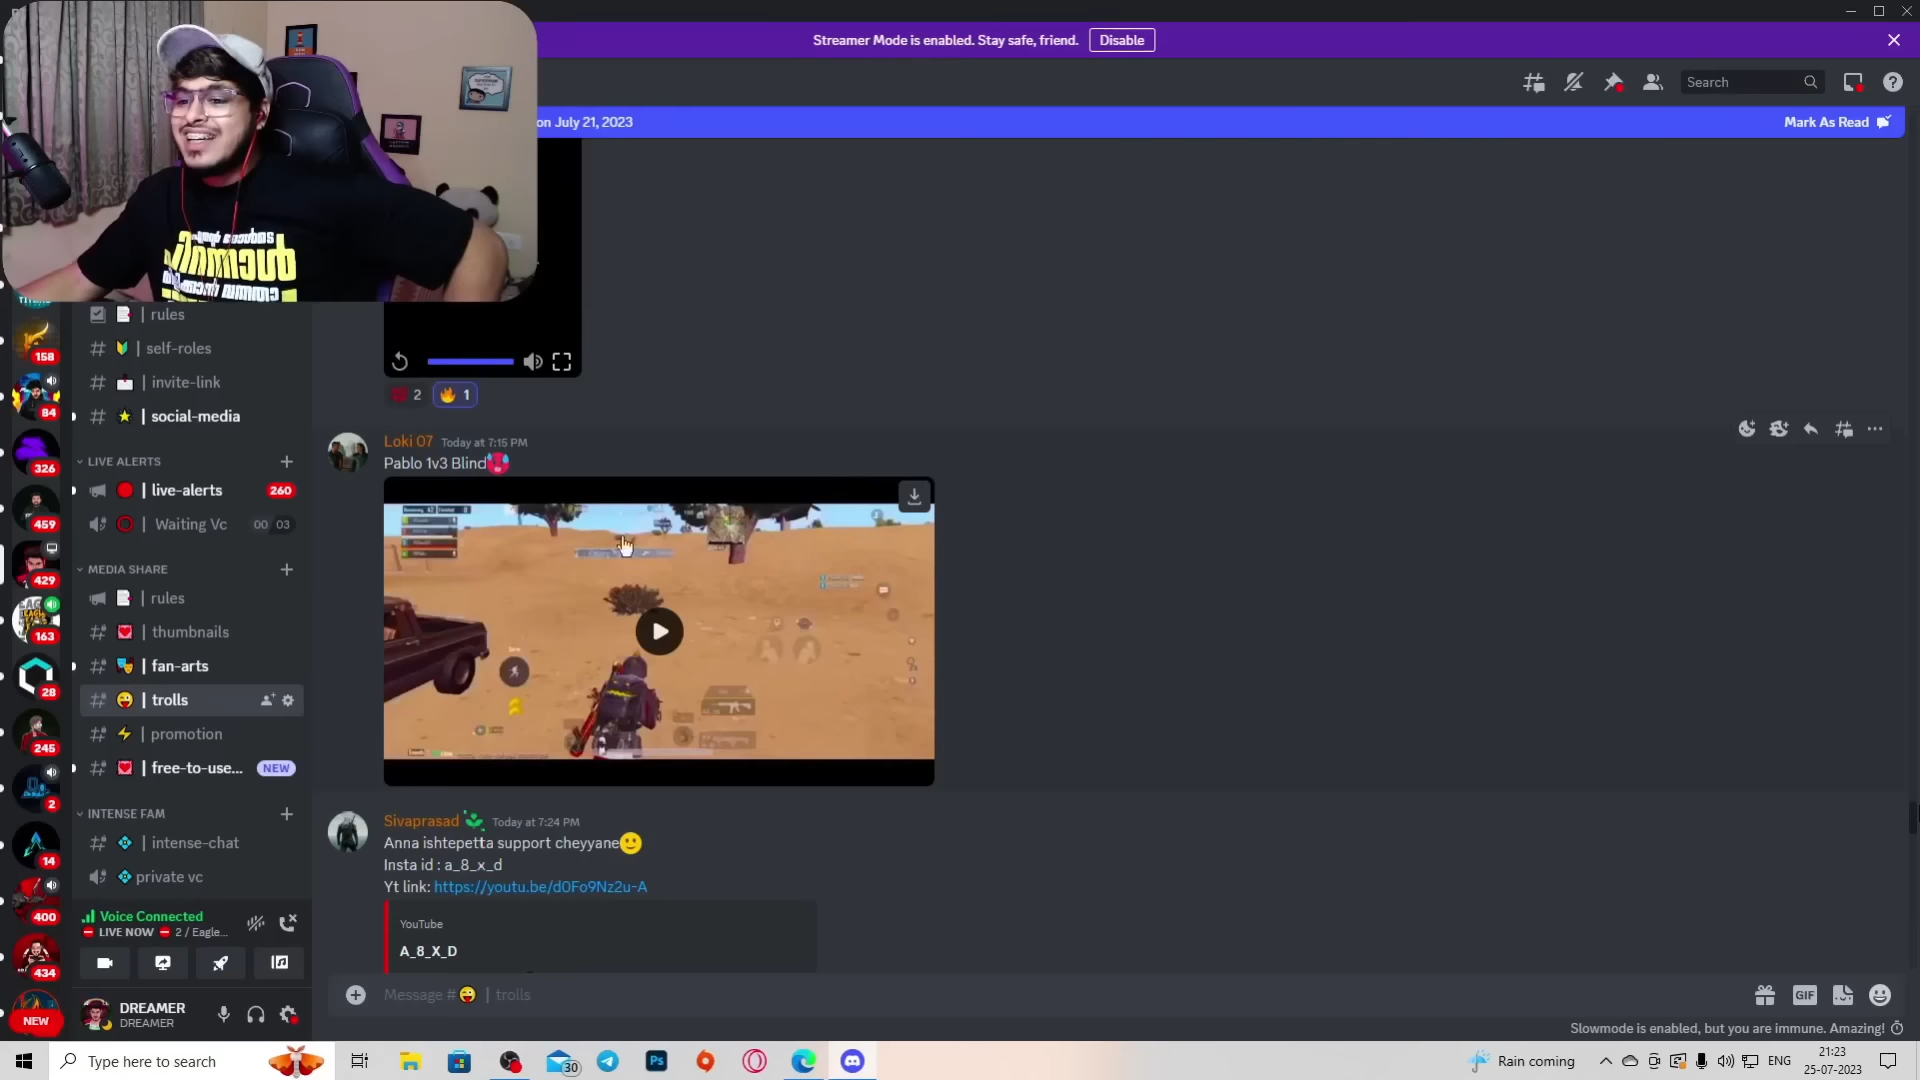 Streamer Mode is enabled. Stay safe, friend.
Disable
Search
on July 21, 2023
Mark As Read
പിറന്നാൾ
| rules
| self-roles
| invite-link
| social-media
LIVE ALERTS
| live-alerts 260
| Waiting Vc 00 03
MEDIA SHARE
| rules
| thumbnails
| fan-arts
| trolls
| promotion
| free-to-use... NEW
INTENSE FAM
| intense-chat
private vc
158
84
326
459
429
163
28
245
2
14
400
434
NEW
Voice Connected
LIVE NOW 2 / Eagle...
DREAMER
DREAMER
2
1
Loki 07 Today at 7:15 PM
Pablo 1v3 Blind
Sivaprasad Today at 7:24 PM
Anna ishtepetta support cheyyane
Insta id : a_8_x_d
Yt link: https://youtu.be/d0Fo9Nz2u-A
YouTube
A_8_X_D
Message # | trolls
GIF
Slowmode is enabled, but you are immune. Amazing!
Type here to search
30
Ps
Rain coming
ENG
21:23
25-07-2023